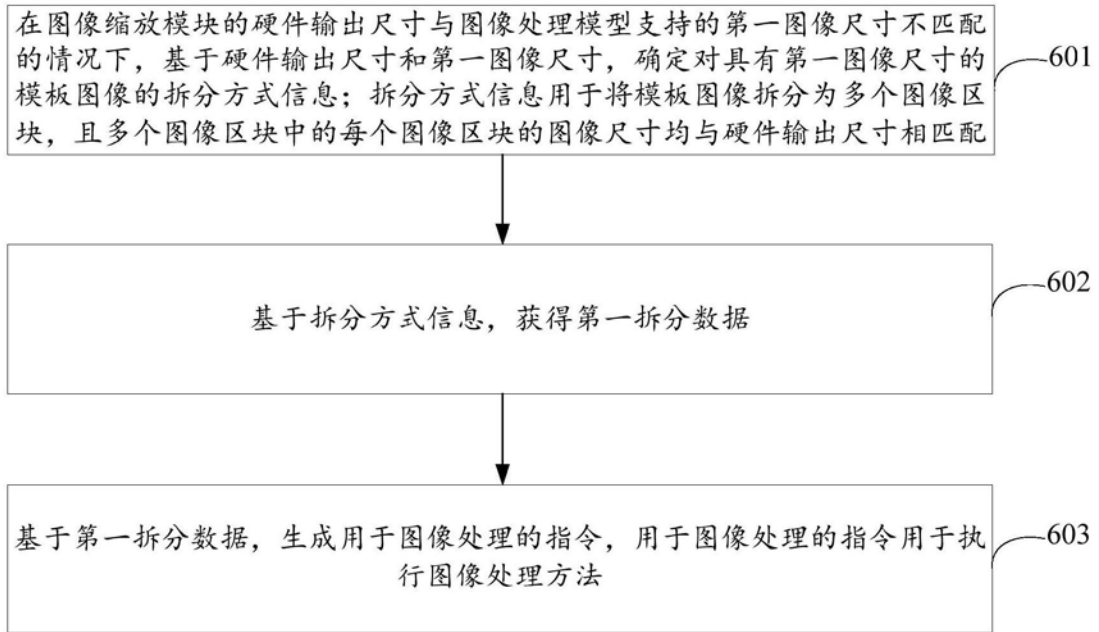 在图像缩放模块的硬件输出尺寸与图像处理模型支持的第一图像尺寸不匹配
的情况下，基于硬件输出尺寸和第一图像尺寸，确定对具有第一图像尺寸的
模板图像的拆分方式信息；拆分方式信息用于将模板图像拆分为多个图像区
块，且多个图像区块中的每个图像区块的图像尺寸均与硬件输出尺寸相匹配
601
基于拆分方式信息，获得第一拆分数据
602
基于第一拆分数据，生成用于图像处理的指令，用于图像处理的指令用于执
行图像处理方法
603